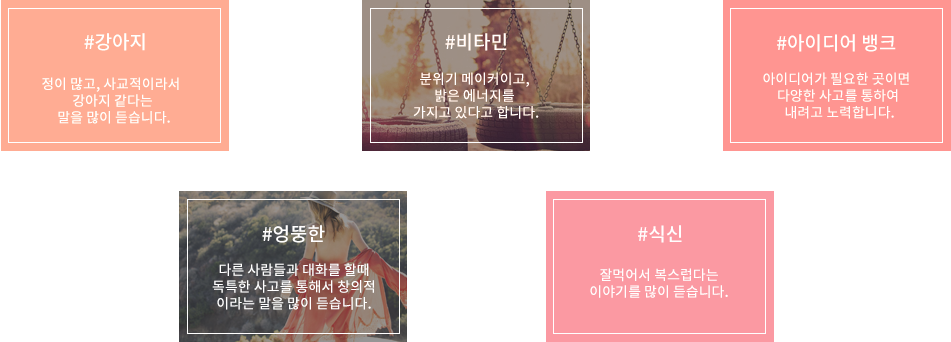 #강아지
정이 많고, 사교적이라서
강아지 같다는
말을 많이 듣습니다.
#비타민
분위기 메이커이고,
밝은 에너지를
가지고 있다고 합니다.
#아이디어 뱅크
아이디어가 필요한 곳이면
다양한 사고를 통하여
내려고 노력합니다.
#엉뚱한
다른 사람들과 대화를 할때
독특한 사고를 통해서 창의적
이라는 말을 많이 듣습니다.
#식신
잘먹어서 복스럽다는
이야기를 많이 듣습니다.